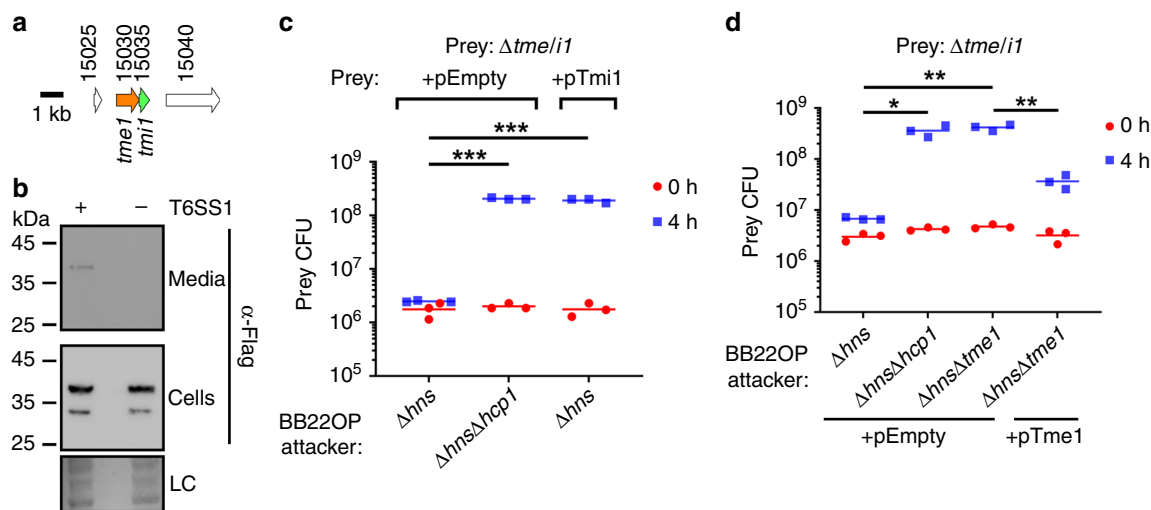 a
15025
15030
15035
15040
1 kb
tme1
tmi1
b
kDa
+
–
T6SS1
45
35
25
Media
45
35
25
Cells
α-Flag
LC
c
Prey: Δtme/i1
Prey:
+pEmpty
+pTmi1
***
***
Prey CFU
10⁹
10⁸
10⁷
10⁶
10⁵
0 h
4 h
BB22OP
attacker:
Δhns
ΔhnsΔhcp1
Δhns
d
Prey: Δtme/i1
**
*
**
Prey CFU
10⁹
10⁸
10⁷
10⁶
10⁵
0 h
4 h
BB22OP
attacker:
Δhns
ΔhnsΔhcp1
ΔhnsΔtme1
ΔhnsΔtme1
+pEmpty
+pTme1